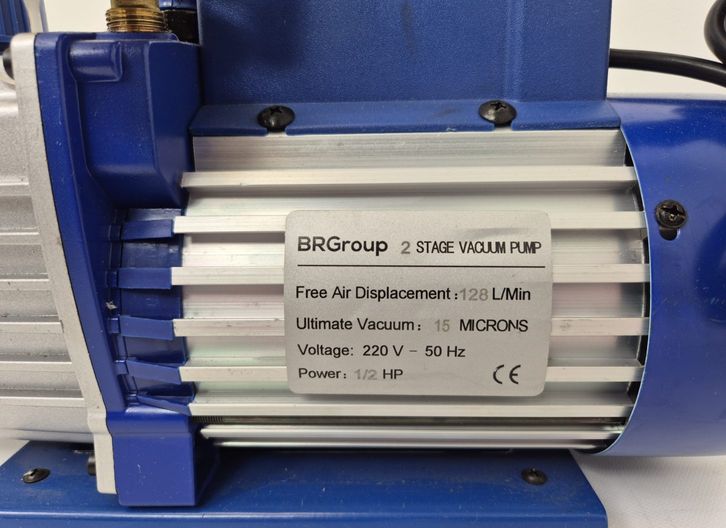 BRGroup 2 STAGE VACUUM PUMP
Free Air Displacement: 128 L/Min
Ultimate Vacuum: 15 MICRONS
Voltage: 220 V - 50 Hz
Power: 1/2 HP CE